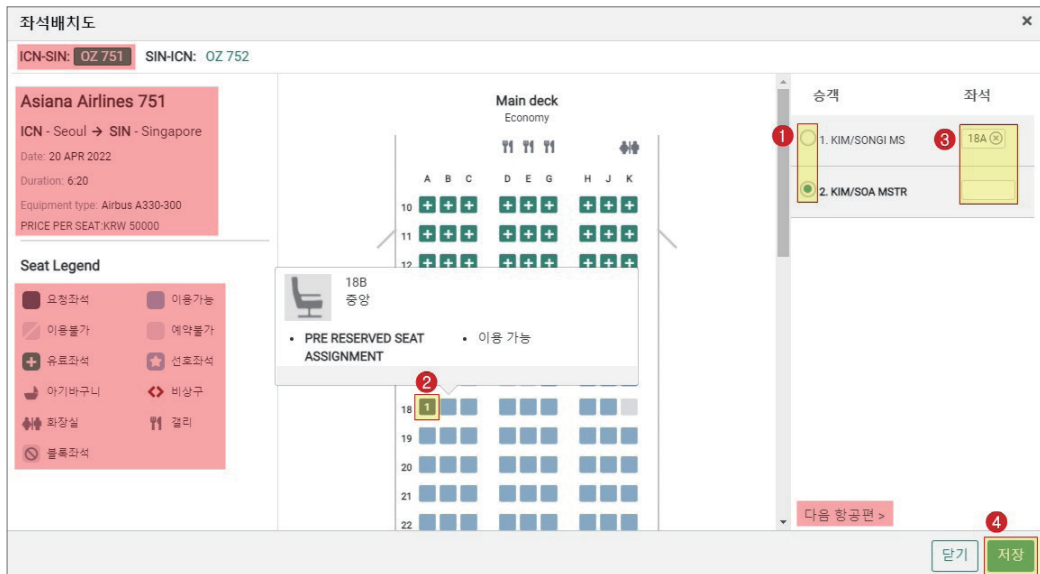 좌석배치도 ×
ICN-SIN: OZ 751 SIN-ICN: OZ 752
Asiana Airlines 751
ICN - Seoul → SIN - Singapore
Date: 20 APR 2022
Duration: 6:20
Equipment type: Airbus A330-300
PRICE PER SEAT:KRW 50000
Seat Legend
요청좌석 이용가능
이용불가 예약불가
유료좌석 선호좌석
아기바구니 비상구
화장실 갤리
블록좌석
Main deck
Economy
A B C D E G H J K
10
11
12
18B
중앙
• PRE RESERVED SEAT ASSIGNMENT
• 이용 가능
2
18 1
19
20
21
22
승객 좌석
1 1. KIM/SONGI MS 3 18A
2. KIM/SOA MSTR
다음 항공편 >
4
닫기 저장